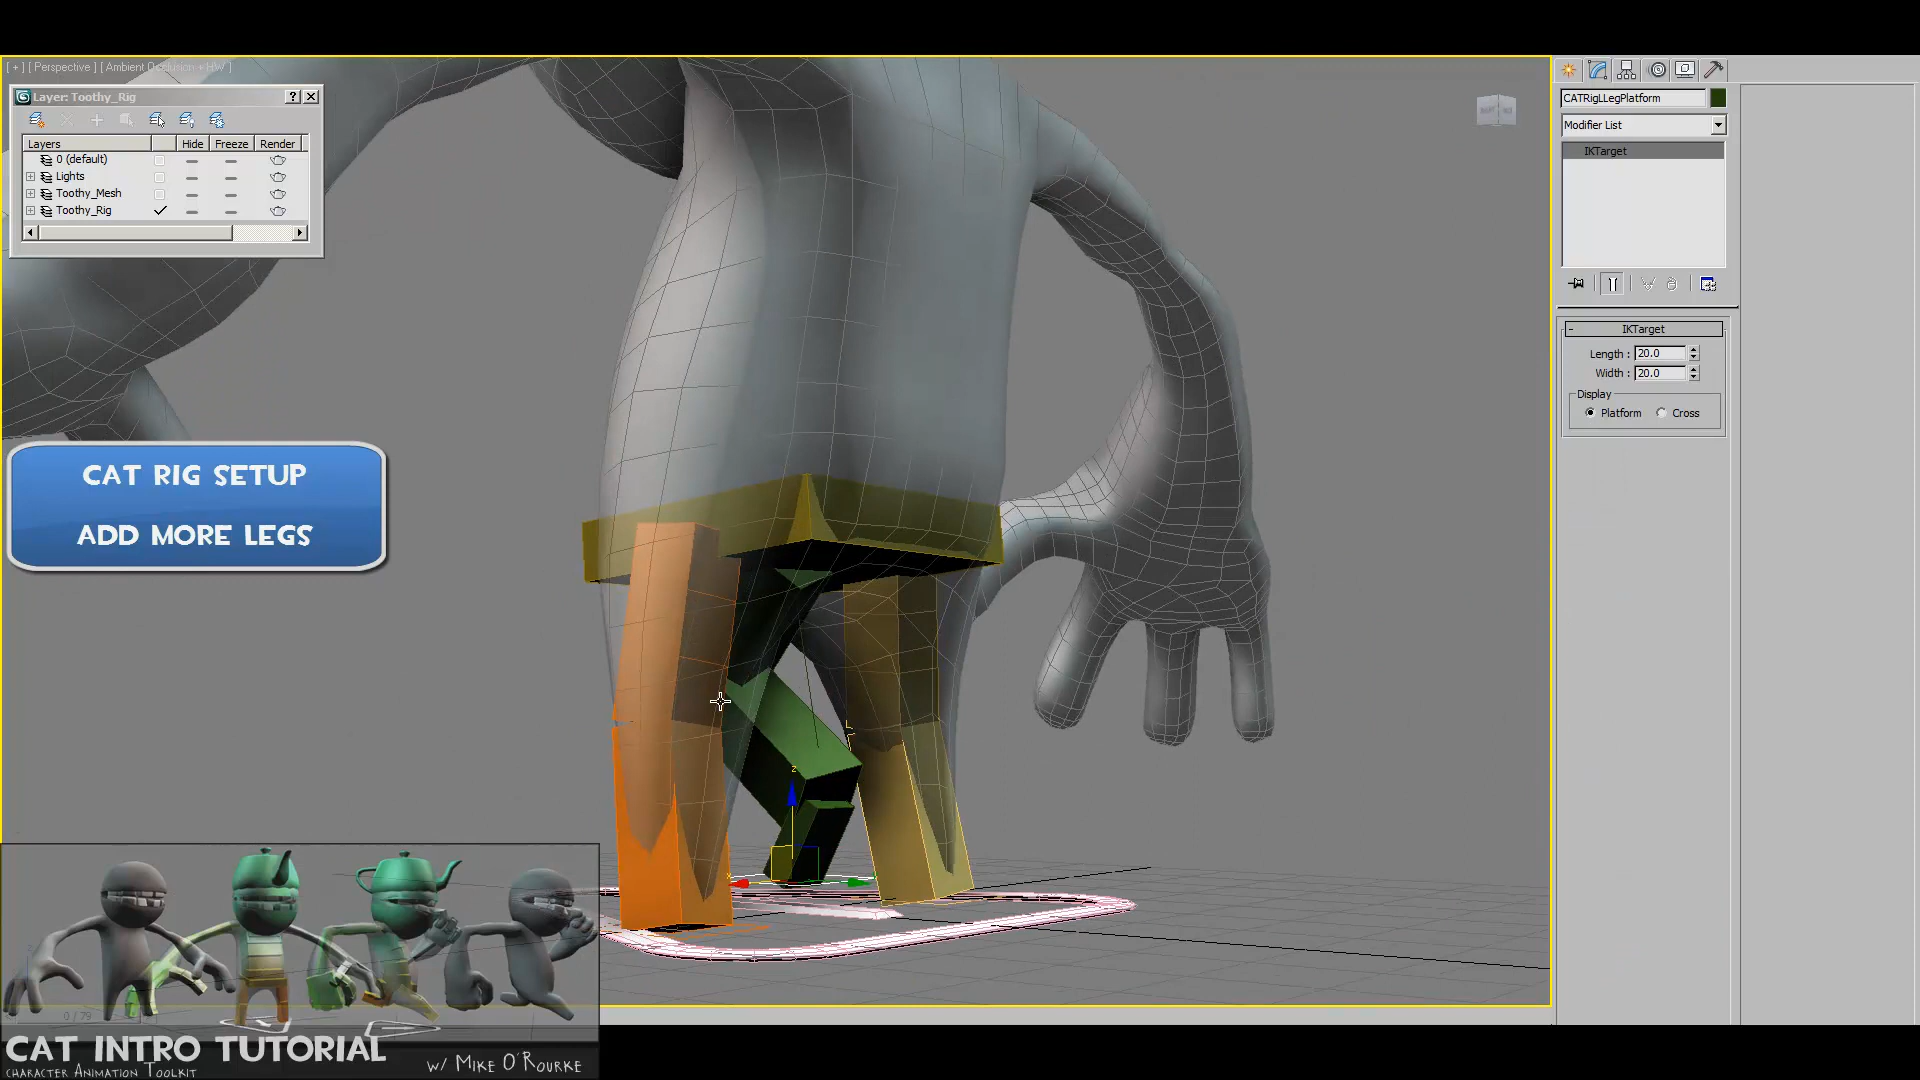 [ + ] [ Perspective ] [ Ambient Occlusion + HW ]
Layer: Toothy_Rig
?
Layers Hide Freeze Render
0 (default)
Lights
Toothy_Mesh
Toothy_Rig
CATRigLLegPlatform
Modifier List
IKTarget
IKTarget
Length : 20.0
Width : 20.0
Display
Platform Cross
CAT RIG SETUP
ADD MORE LEGS
z
x
0 / 79
CAT INTRO TUTORIAL
CHARACTER ANIMATION TOOLKIT
W/ MIKE O'ROURKE